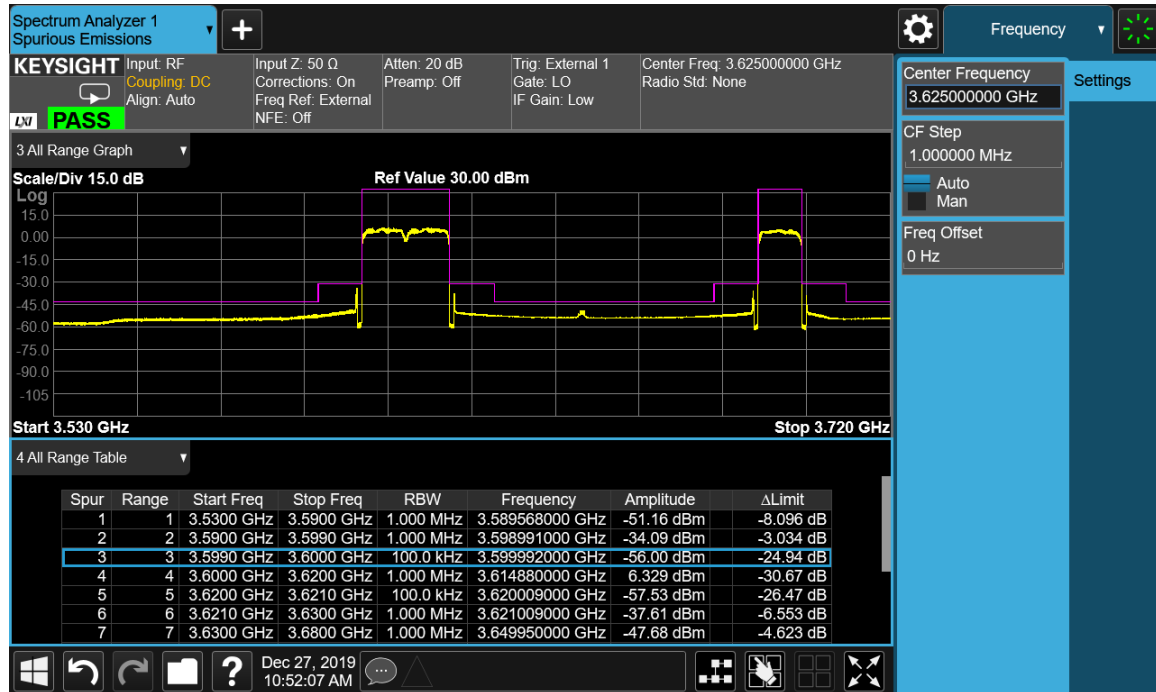 Spectrum Analyzer 1
Spurious Emissions
+
Frequency
KEYSIGHT
Input: RF
Coupling: DC
Align: Auto
Input Z: 50 Ω
Corrections: On
Freq Ref: External
NFE: Off
Atten: 20 dB
Preamp: Off
Trig: External 1
Gate: LO
IF Gain: Low
Center Freq: 3.625000000 GHz
Radio Std: None
LXI
PASS
Center Frequency
3.625000000 GHz
Settings
CF Step
1.000000 MHz
Auto
Man
Freq Offset
0 Hz
3 All Range Graph
Scale/Div 15.0 dB
Ref Value 30.00 dBm
Log
15.0
0.00
-15.0
-30.0
-45.0
-60.0
-75.0
-90.0
-105
Start 3.530 GHz
Stop 3.720 GHz
4 All Range Table
Spur Range Start Freq Stop Freq RBW Frequency Amplitude ΔLimit
1 1 3.5300 GHz 3.5900 GHz 1.000 MHz 3.589568000 GHz -51.16 dBm -8.096 dB
2 2 3.5900 GHz 3.5990 GHz 1.000 MHz 3.598991000 GHz -34.09 dBm -3.034 dB
3 3 3.5990 GHz 3.6000 GHz 100.0 kHz 3.599992000 GHz -56.00 dBm -24.94 dB
4 4 3.6000 GHz 3.6200 GHz 1.000 MHz 3.614880000 GHz 6.329 dBm -30.67 dB
5 5 3.6200 GHz 3.6210 GHz 100.0 kHz 3.620009000 GHz -57.53 dBm -26.47 dB
6 6 3.6210 GHz 3.6300 GHz 1.000 MHz 3.621009000 GHz -37.61 dBm -6.553 dB
7 7 3.6300 GHz 3.6800 GHz 1.000 MHz 3.649950000 GHz -47.68 dBm -4.623 dB
?
Dec 27, 2019
10:52:07 AM